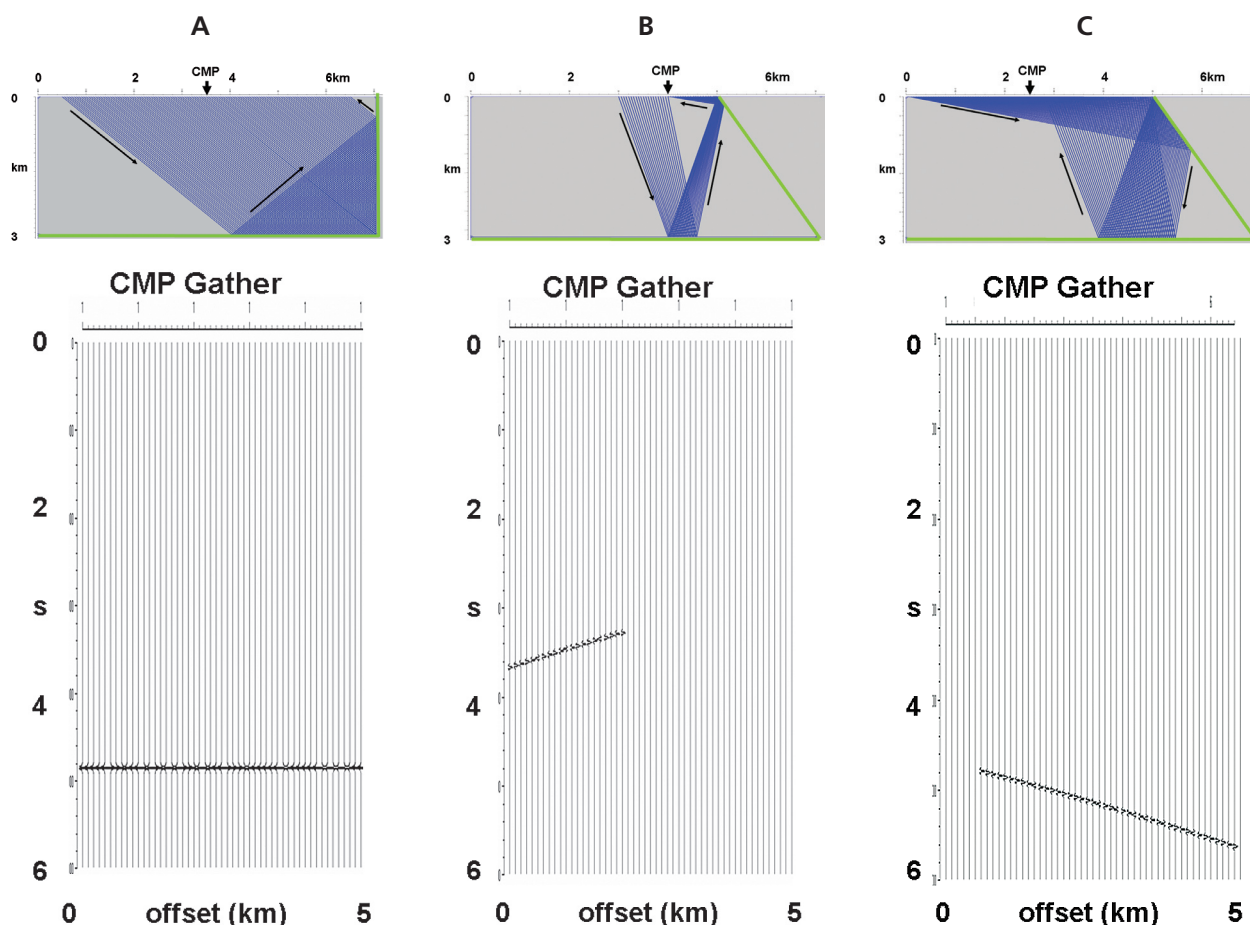 A B C
CMP CMP CMP
0 2 4 6km 0 2 6km 0 2 4 6km
0 0 0
km km km
3 3 3
CMP Gather CMP Gather CMP Gather
0 0 0
2 2 2
s s s
4 4 4
6 6 6
0 offset (km) 5 0 offset (km) 5 0 offset (km) 5